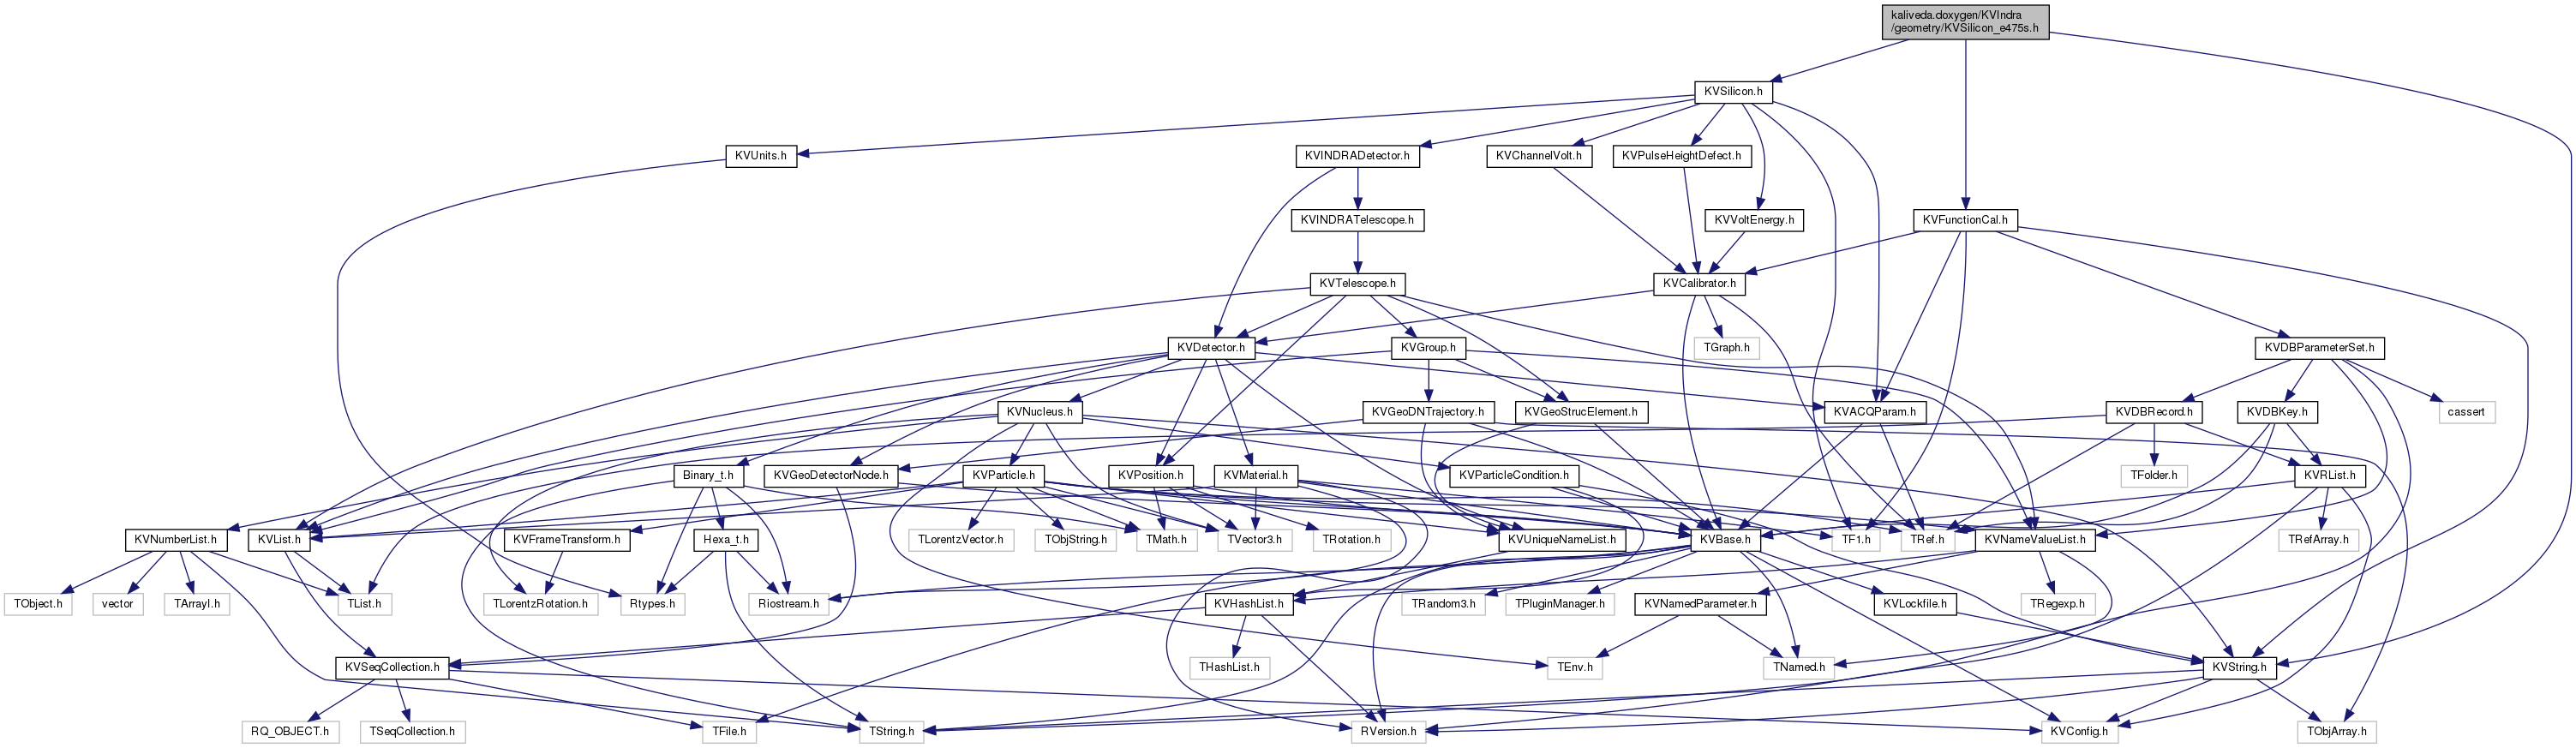 kaliveda.doxygen/KVIndra
/geometry/KVSilicon_e475s.h
KVSilicon.h
KVUnits.h
KVINDRADetector.h
KVChannelVolt.h
KVPulseHeightDefect.h
KVINDRATelescope.h
KVVoltEnergy.h
KVFunctionCal.h
KVTelescope.h
KVCalibrator.h
KVDetector.h
KVGroup.h
TGraph.h
KVDBParameterSet.h
KVNucleus.h
KVGeoDNTrajectory.h
KVGeoStrucElement.h
KVACQParam.h
KVDBRecord.h
KVDBKey.h
cassert
Binary_t.h
KVGeoDetectorNode.h
KVParticle.h
KVPosition.h
KVMaterial.h
KVParticleCondition.h
TFolder.h
KVRList.h
KVNumberList.h
KVList.h
KVFrameTransform.h
Hexa_t.h
TLorentzVector.h
TObjString.h
TMath.h
TVector3.h
TRotation.h
KVUniqueNameList.h
KVBase.h
TF1.h
TRef.h
KVNameValueList.h
TRefArray.h
TObject.h
vector
TArrayI.h
TList.h
TLorentzRotation.h
Rtypes.h
Riostream.h
KVHashList.h
TRandom3.h
TPluginManager.h
KVNamedParameter.h
KVLockfile.h
TRegexp.h
KVSeqCollection.h
THashList.h
TEnv.h
TNamed.h
KVString.h
RQ_OBJECT.h
TSeqCollection.h
TFile.h
TString.h
RVersion.h
KVConfig.h
TObjArray.h